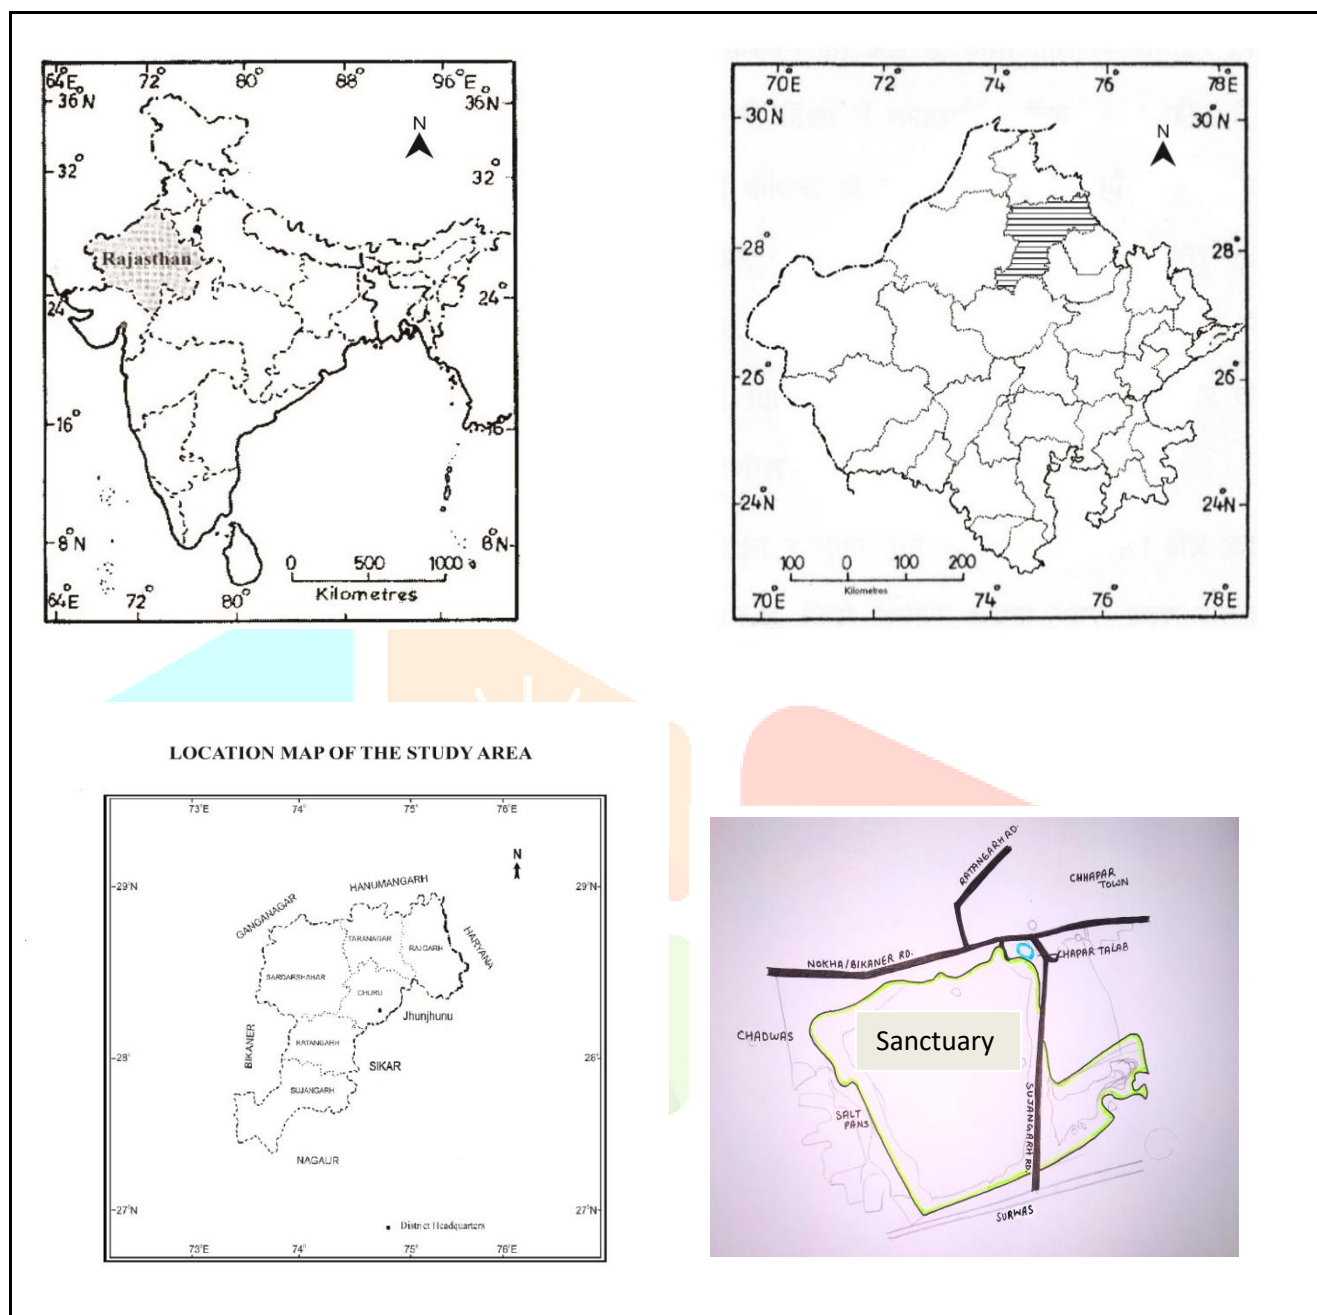 64°E 72° 80° 88° 96°E
36°N 36°N
N
32° 32°
Rajasthan
24° 24°
16° 16
8°N 8°N
0 500 1000
Kilometres
64°E 72° 80°
70°E 72° 74° 76° 78°E
30°N 30°N
N
28° 28°
26° 26°
24°N 24°N
100 0 100 200
Kilometres
70°E 72° 74° 76° 78°E
LOCATION MAP OF THE STUDY AREA
73°E 74° 75° 76°E
N
29°N 29°N
HANUMANGARH
GANGANAGAR
TARANAGAR
RAJGARH
HARYANA
SARDARSHAHAR
CHURU
Jhunjhunu
BIKANER
RATANGARH
28° 28°
SIKAR
SUJANGARH
NAGAUR
27°N 27°N
District Headquarters
73°E 74° 75° 76°E
RATANGARH RD.
CHHAPAR
TOWN
NOKHA/BIKANER RD.
CHAPAR TALAB
CHADWAS
Sanctuary
SALT
PANS
SUJANGARH RD.
SURWAS